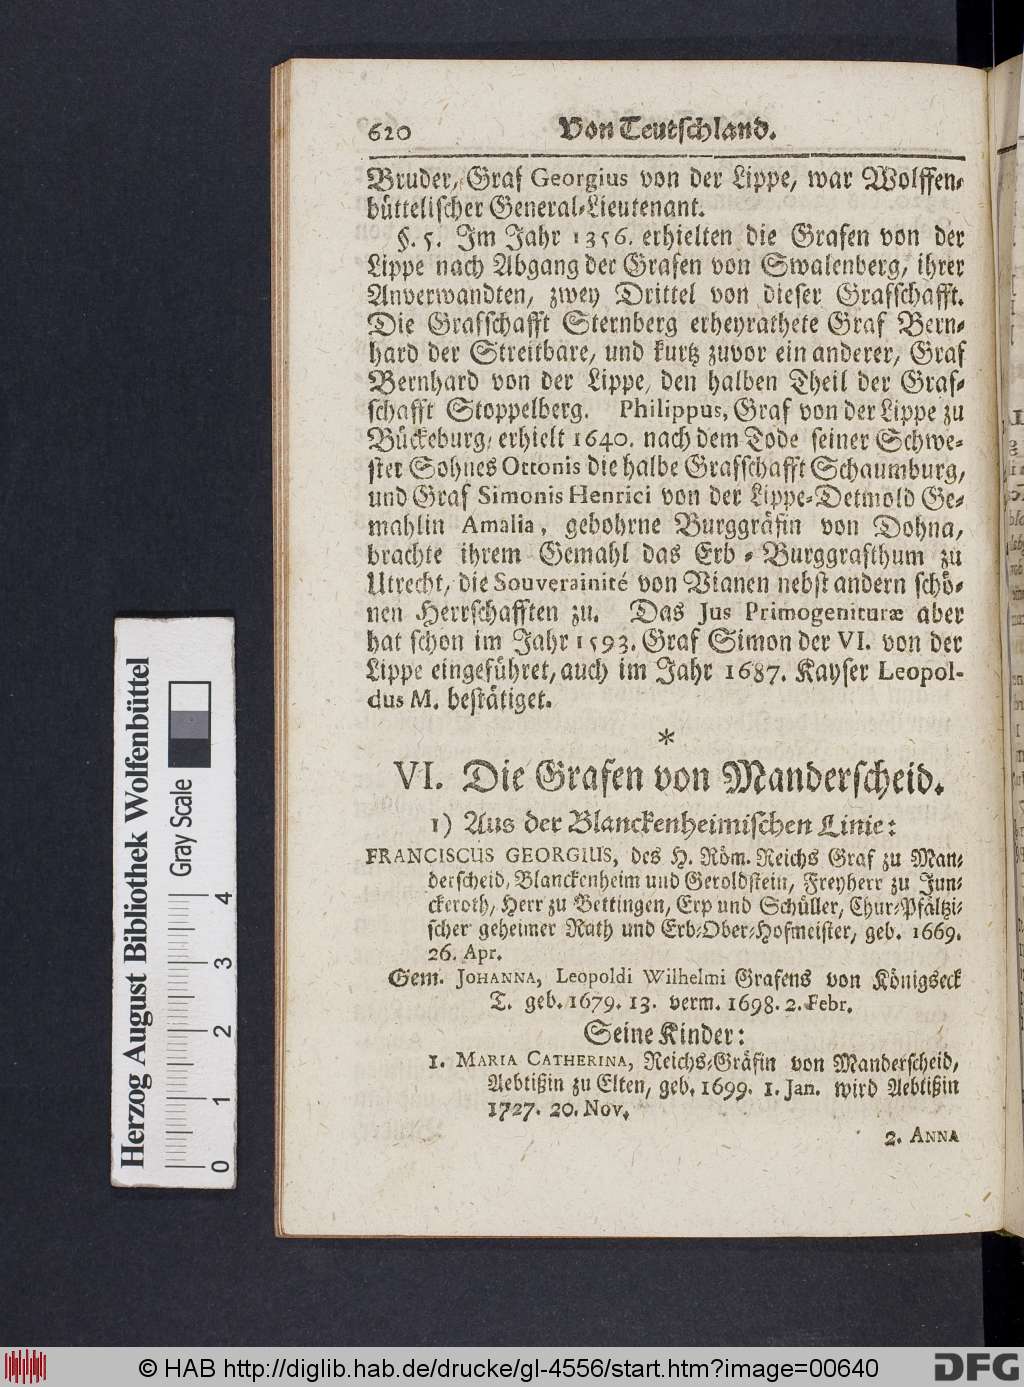 620 Von Teutschland.
Bruder, Graf Georgius von der Lippe, war Wolffen-
büttelischer General-Lieutenant.
§. 5. Im Jahr 1356. erhielten die Grafen von der
Lippe nach Abgang der Grafen von Swalenberg, ihrer
Anverwandten, zwey Drittel von dieser Grafschafft.
Die Grafschafft Sternberg erheyrathete Graf Bern-
hard der Streitbare, und kurtz zuvor ein anderer, Graf
Bernhard von der Lippe, den halben Theil der Graf-
schafft Stoppelberg. Philippus, Graf von der Lippe zu
Bückeburg, erhielt 1640. nach dem Tode seiner Schwe-
ster Sohnes Ottonis die halbe Grafschafft Schaumburg,
und Graf Simonis Henrici von der Lippe-Detmold Ge-
mahlin Amalia, gebohrne Burggräfin von Dohna,
brachte ihrem Gemahl das Erb-Burggrafthum zu
Utrecht, die Souverainité von Vianen nebst andern schö-
nen Herrschafften zu. Das Jus Primogenituræ aber
hat schon im Jahr 1593. Graf Simon der VI. von der
Lippe eingeführet, auch im Jahr 1687. Kayser Leopol-
dus M. bestätiget.
*
VI. Die Grafen von Manderscheid.
1) Aus der Blanckenheimischen Linie:
FRANCISCUS GEORGIUS, des H. Röm. Reichs Graf zu Man-
derscheid, Blanckenheim und Geroldstein, Freyherr zu Jun-
ckeroth, Herr zu Bettingen, Erp und Schüller, Chur-Pfältzi-
scher geheimer Rath und Erb-Ober-Hofmeister, geb. 1669.
26. Apr.
Gem. JOHANNA, Leopoldi Wilhelmi Grafens von Königseck
T. geb. 1679. 13. verm. 1698. 2. Febr.
Seine Kinder:
1. MARIA CATHERINA, Reichs-Gräfin von Manderscheid,
Aebtißin zu Elten, geb. 1699. 1. Jan. wird Aebtißin
1727. 20. Nov.
2. ANNA
Herzog August Bibliothek Wolfenbüttel
Gray Scale
0 1 2 3 4
© HAB http://diglib.hab.de/drucke/gl-4556/start.htm?image=00640
DFG